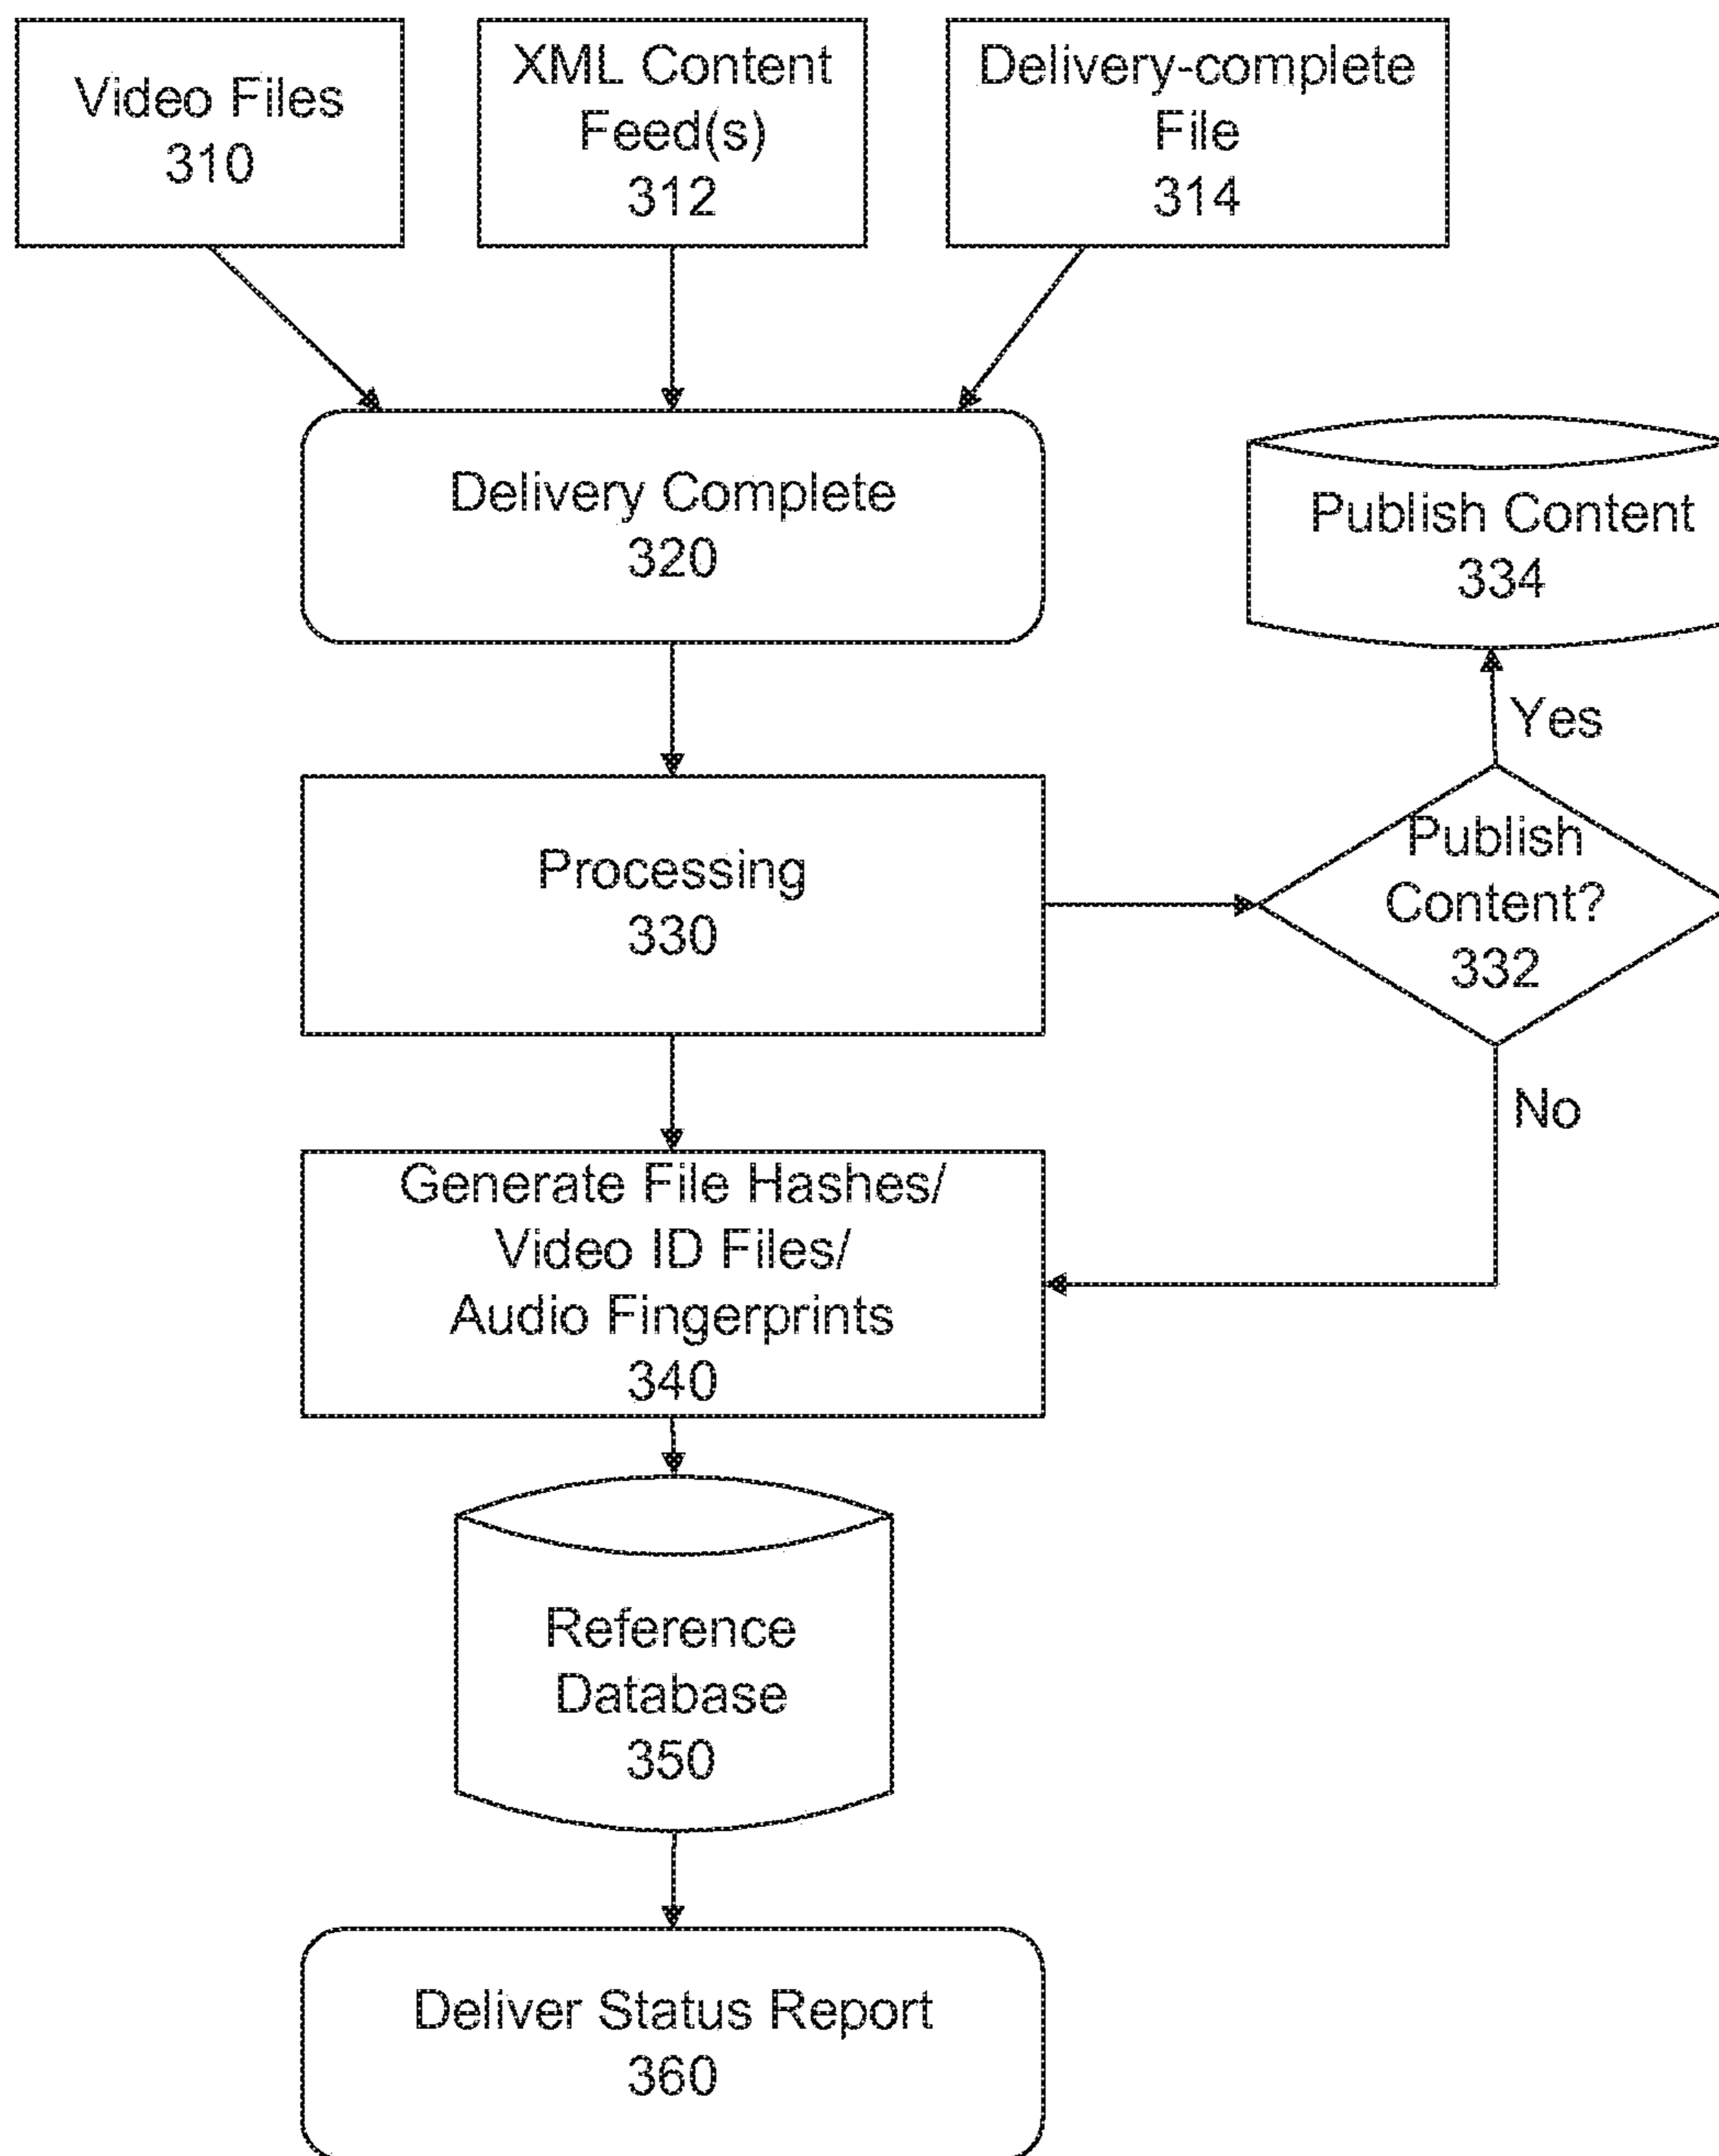 Video Files
310
XML Content
Feed(s)
312
Delivery-complete
File
314
Delivery Complete
320
Publish Content
334
Yes
Processing
330
Publish
Content?
332
No
Generate File Hashes/
Video ID Files/
Audio Fingerprints
340
Reference
Database
350
Deliver Status Report
360